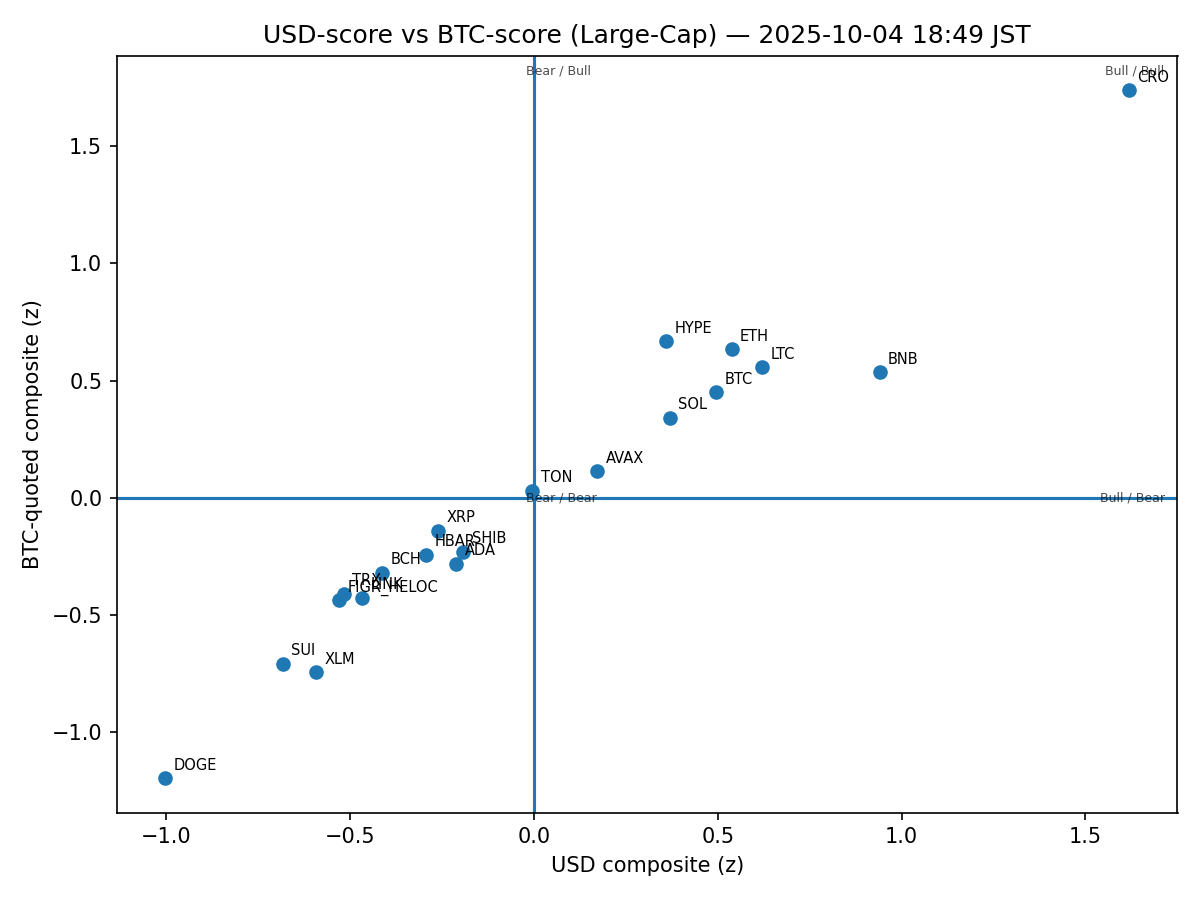 USD-score vs BTC-score (Large-Cap) — 2025-10-04 18:49 JST
Bear / Bull
Bull / Bull
CRO
HYPE
ETH
LTC
BNB
BTC
SOL
AVAX
TON
Bear / Bear
Bull / Bear
XRP
HBAR
SHIB
ADA
BCH
TRX
LINK
FIGR_HELOC
SUI
XLM
DOGE
1.5
1.0
0.5
0.0
−0.5
−1.0
BTC-quoted composite (z)
−1.0
−0.5
0.0
0.5
1.0
1.5
USD composite (z)